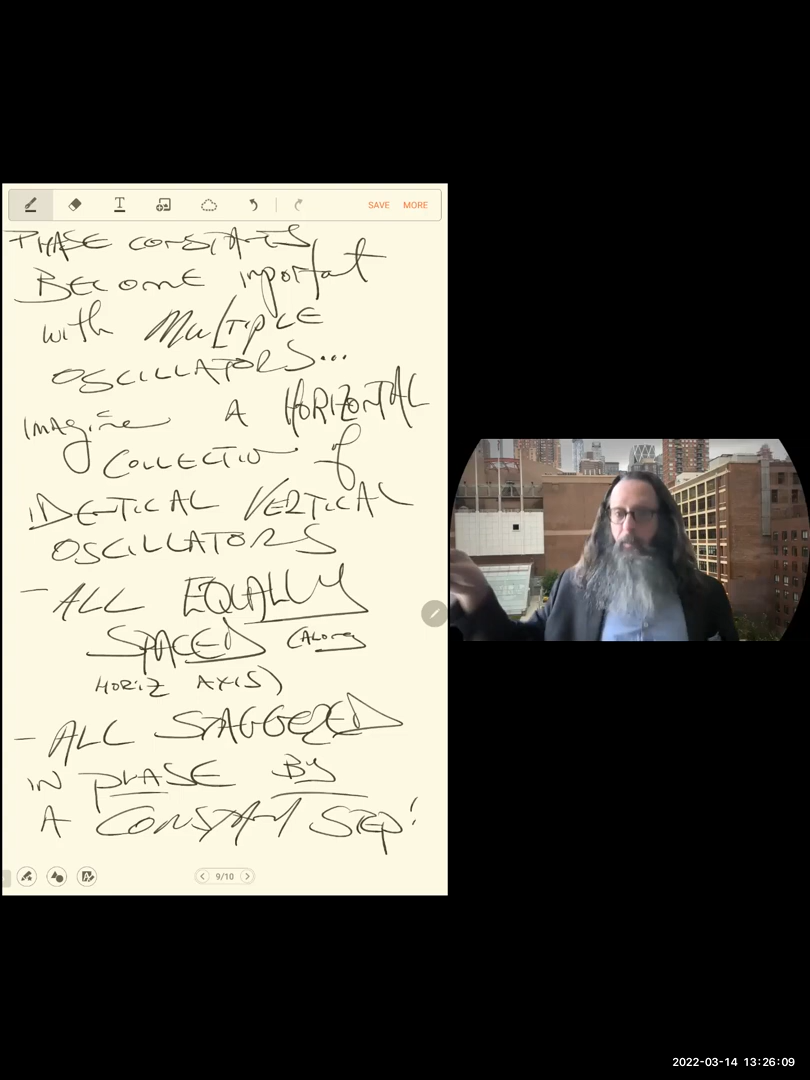 SAVE MORE
PHASE CONSTANTS
BECOME important
with MULTIPLE
OSCILLATORS...
IMAGINE A HORIZONTAL
COLLECTION of
IDENTICAL VERTICAL
OSCILLATORS
- ALL EQUALLY
SPACED (ALONG
HORIZ AXIS)
- ALL STAGGERED
IN PHASE BY
A CONSTANT STEP!
9/10
2022-03-14 13:26:09